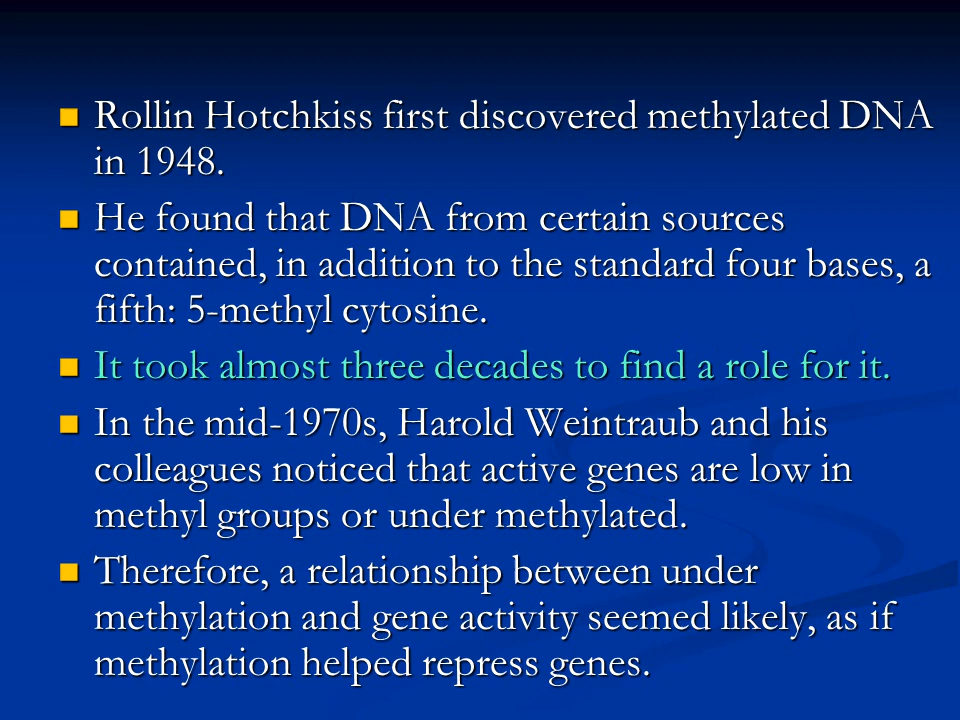 Rollin Hotchkiss first discovered methylated DNA
in 1948.
He found that DNA from certain sources
contained, in addition to the standard four bases, a
fifth: 5-methyl cytosine.
It took almost three decades to find a role for it.
In the mid-1970s, Harold Weintraub and his
colleagues noticed that active genes are low in
methyl groups or under methylated.
Therefore, a relationship between under
methylation and gene activity seemed likely, as if
methylation helped repress genes.